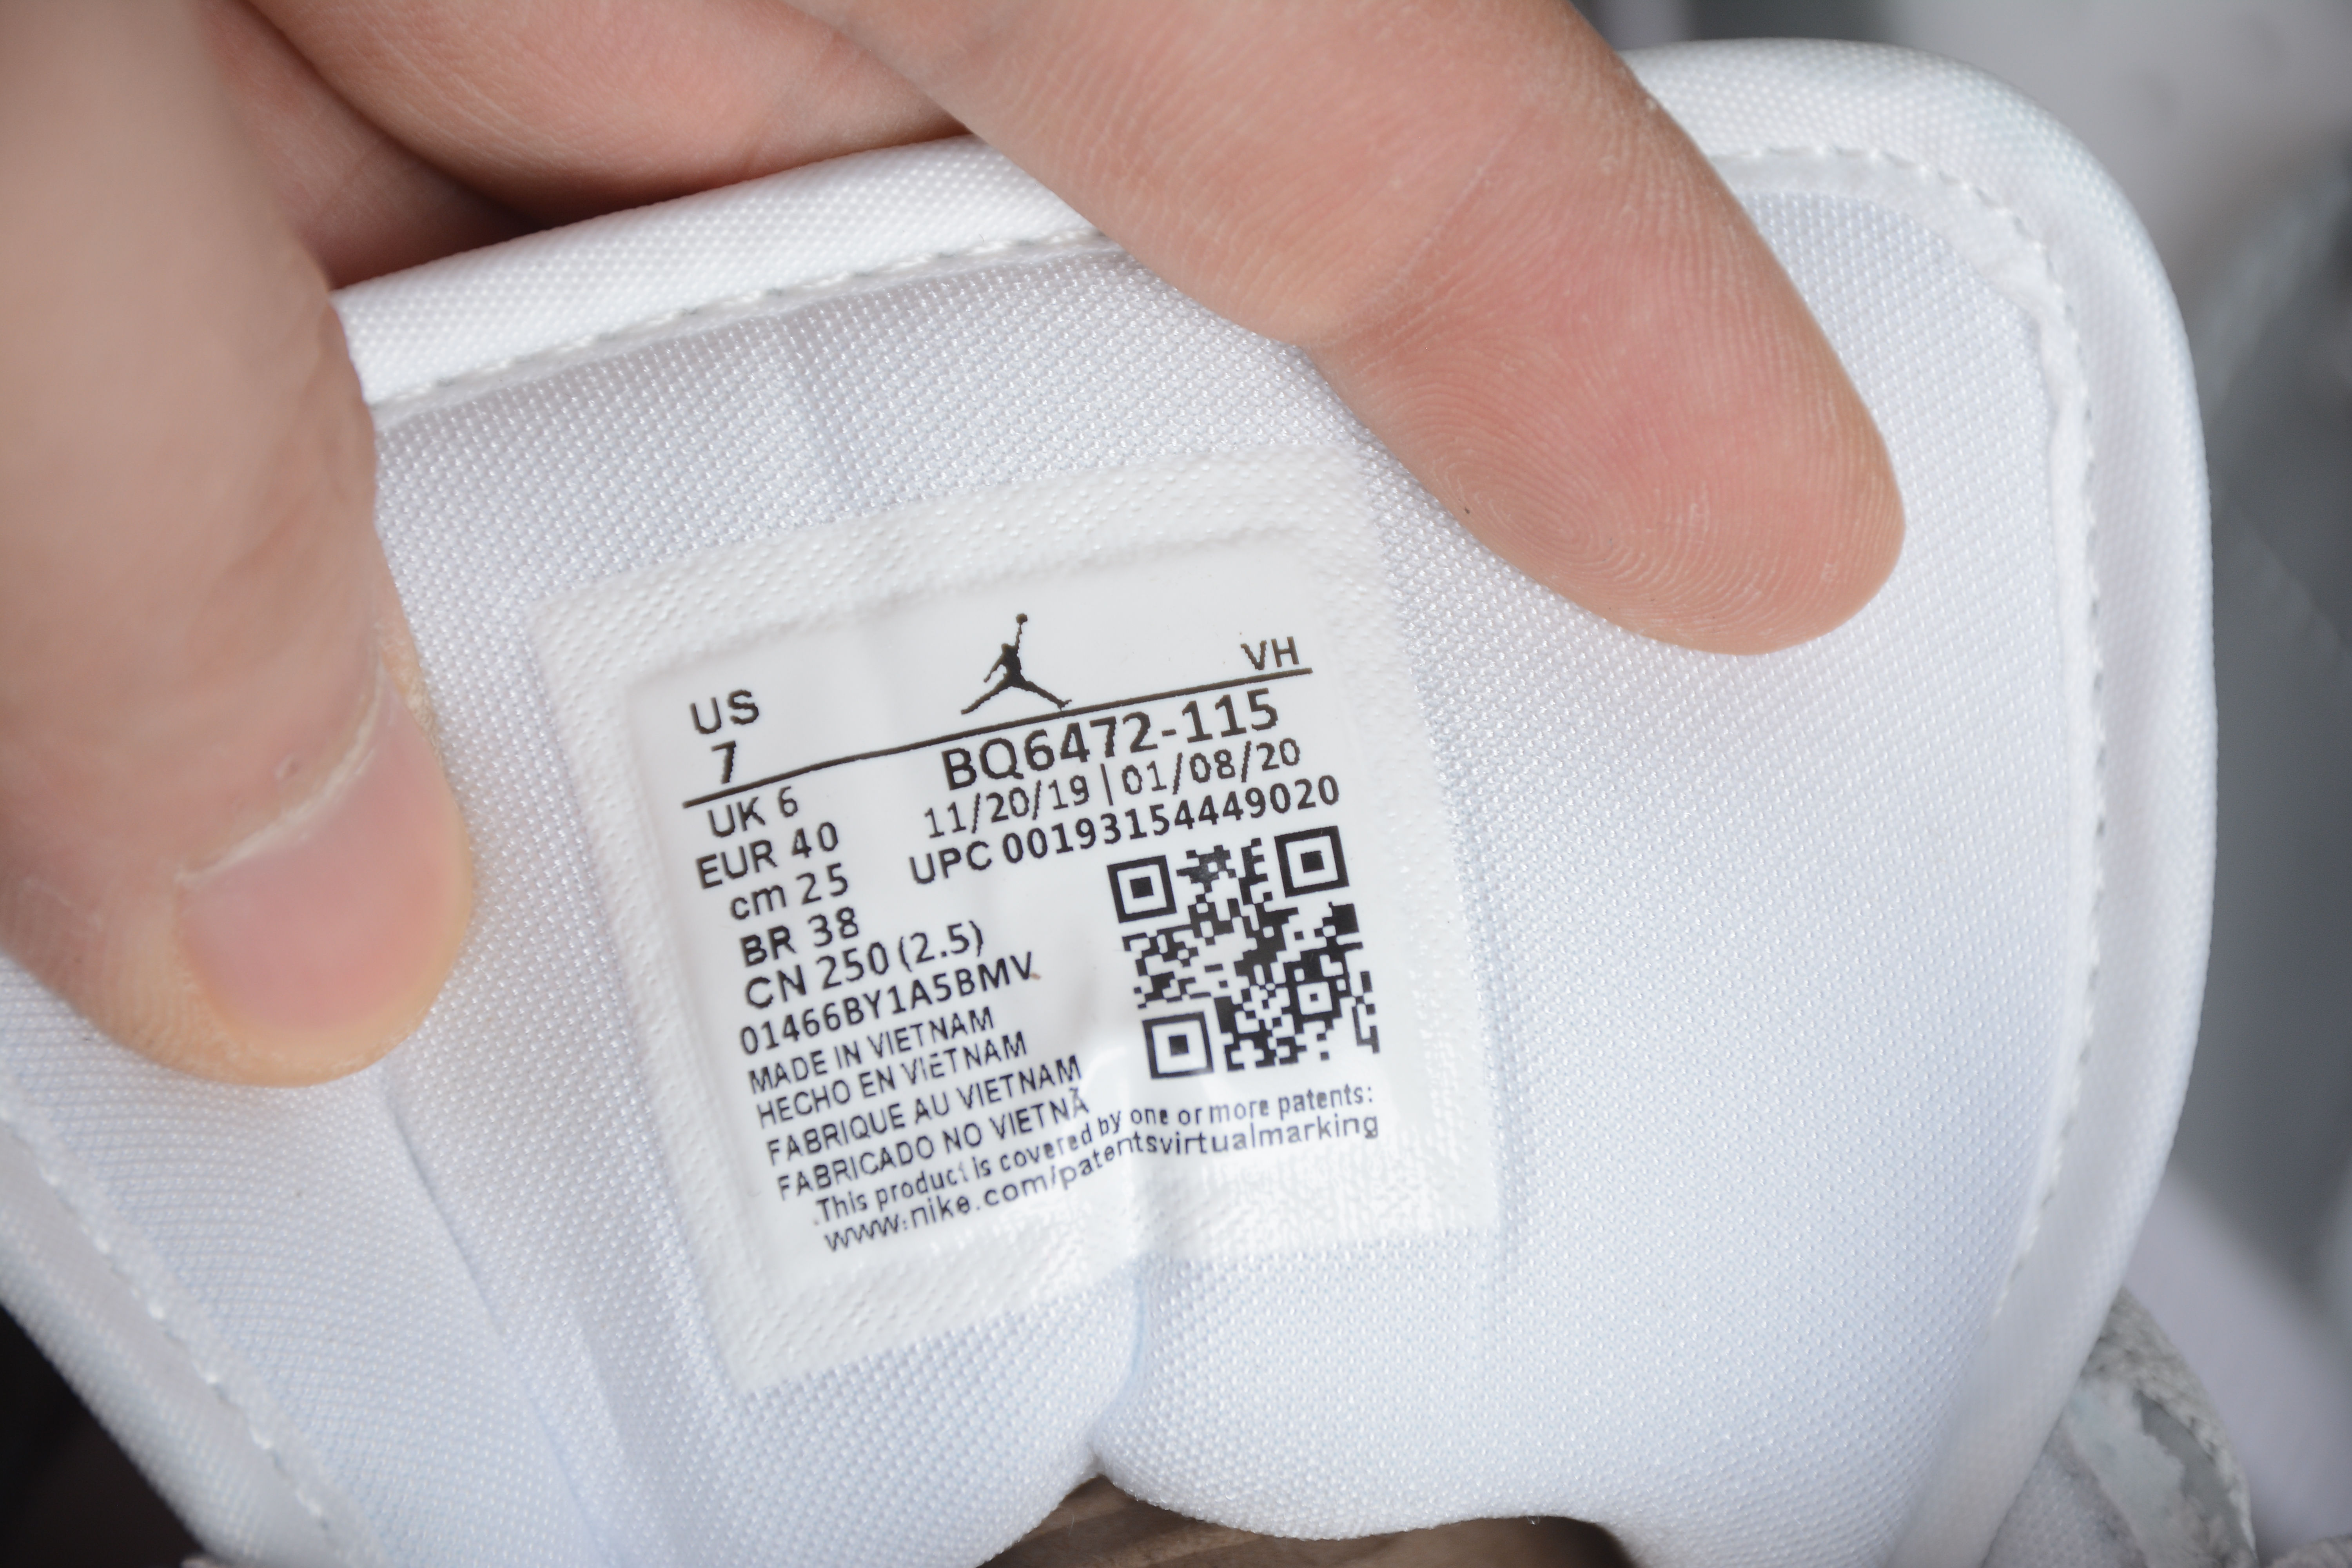 US
7
VH
BQ6472-115
11/20/19 | 01/08/20
UPC 00193154449020
UK 6
EUR 40
cm 25
BR 38
CN 250 (2.5)
01466BY1A5BMV
MADE IN VIETNAM
HECHO EN VIETNAM
FABRIQUE AU VIETNAM
FABRICADO NO VIETNÃ
.This product is covered by one or more patents:
www.nike.com/patentsvirtualmarking